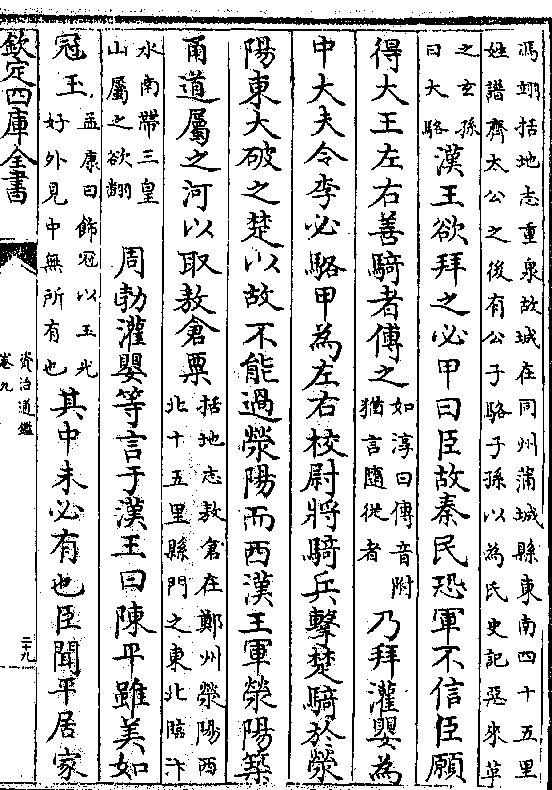 馮翊括地志重泉故城在同州蒲城縣東南四十五里
姓譜齊太公之後有公子駱子孫以為氏史記惡來革
之玄孫
曰大駱
漢王欲拜之必甲曰臣故秦民恐軍不信臣願
得大王左右善騎者傅之
如淳曰傅音附
猶言隨從者
乃拜灌嬰為
中大夫令李必駱甲為左右校尉將騎兵擊楚騎於滎
陽東大破之楚以故不能過滎陽而西漢王軍滎陽築
甬道屬之河以取敖倉粟
括地志敖倉在鄭州滎陽西
北十五里縣門之東北臨汴
水南帶三皇
山屬之欲翻
周勃灌嬰等言于漢王曰陳平雖美如
冠玉
孟康曰飾冠以玉光
好外見中無所有也
其中未必有也臣聞平居家
欽定四庫全書
資治通鑑
卷九
二十九